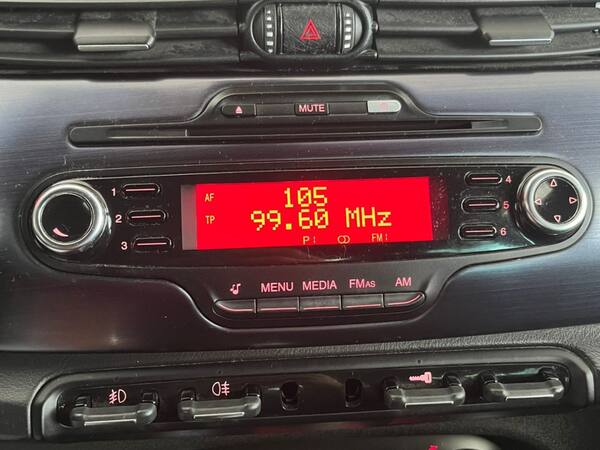 MUTE
1
2
3
AF 105
TP 99.60 MHz
P: FM:
4
5
6
MENU MEDIA FMAS AM